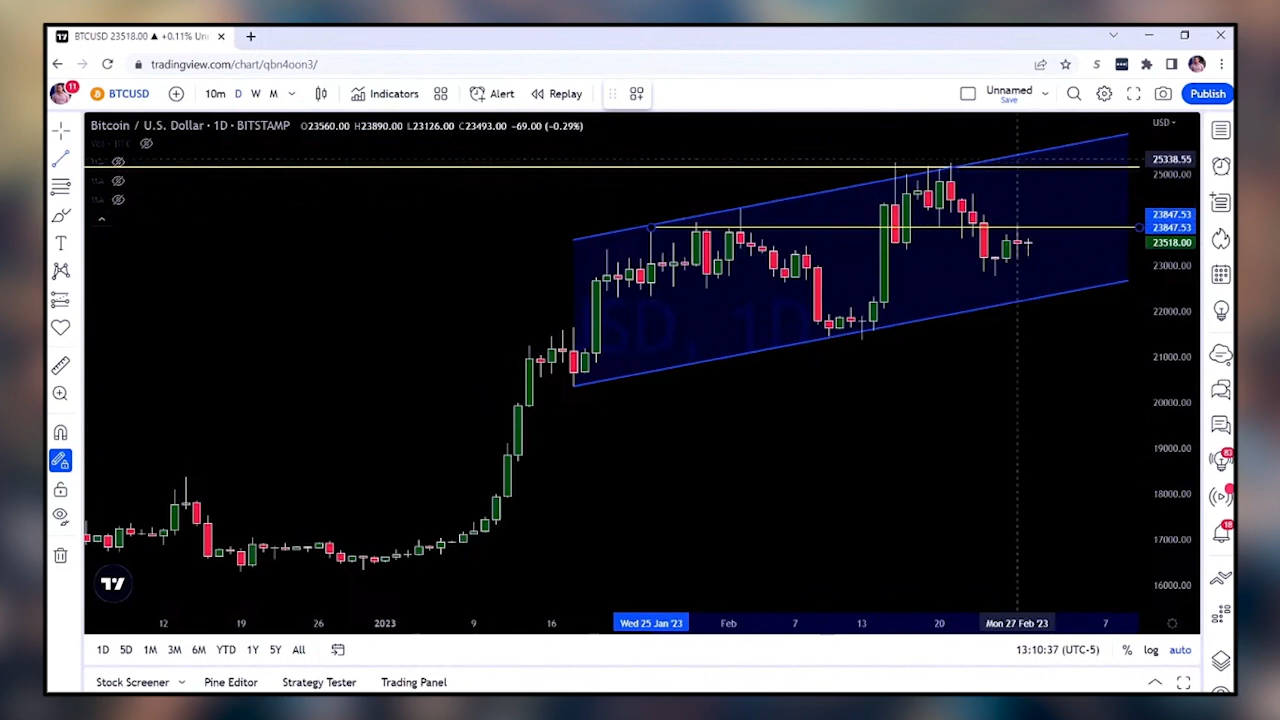 BTCUSD 23518.00 ▲ +0.11% Un
tradingview.com/chart/qbn4oon3/
11
BTCUSD
10m D W M
Indicators
Alert
Replay
Unnamed
Save
Publish
Bitcoin / U.S. Dollar · 1D · BITSTAMP O23560.00 H23890.00 L23126.00 C23493.00 −69.00 (−0.29%)
USD
25338.55
25000.00
23847.53
23847.53
23518.00
23000.00
22000.00
21000.00
20000.00
19000.00
18000.00
17000.00
16000.00
SD, 1D
83
18
12 19 26 2023 9 16 Wed 25 Jan '23 Feb 7 13 20 Mon 27 Feb '23 7
1D 5D 1M 3M 6M YTD 1Y 5Y All
13:10:37 (UTC-5) % log auto
Stock Screener Pine Editor Strategy Tester Trading Panel